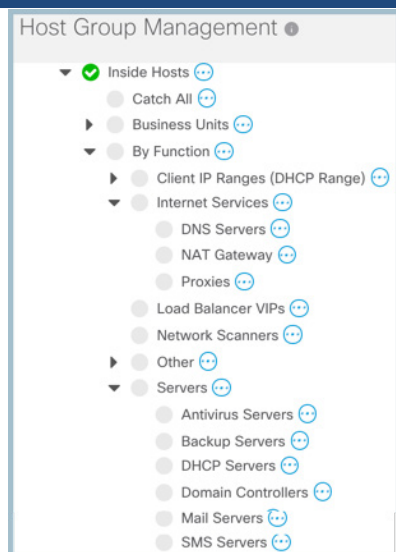 Host Group Management
Inside Hosts
Catch All
Business Units
By Function
Client IP Ranges (DHCP Range)
Internet Services
DNS Servers
NAT Gateway
Proxies
Load Balancer VIPs
Network Scanners
Other
Servers
Antivirus Servers
Backup Servers
DHCP Servers
Domain Controllers
Mail Servers
SMS Servers